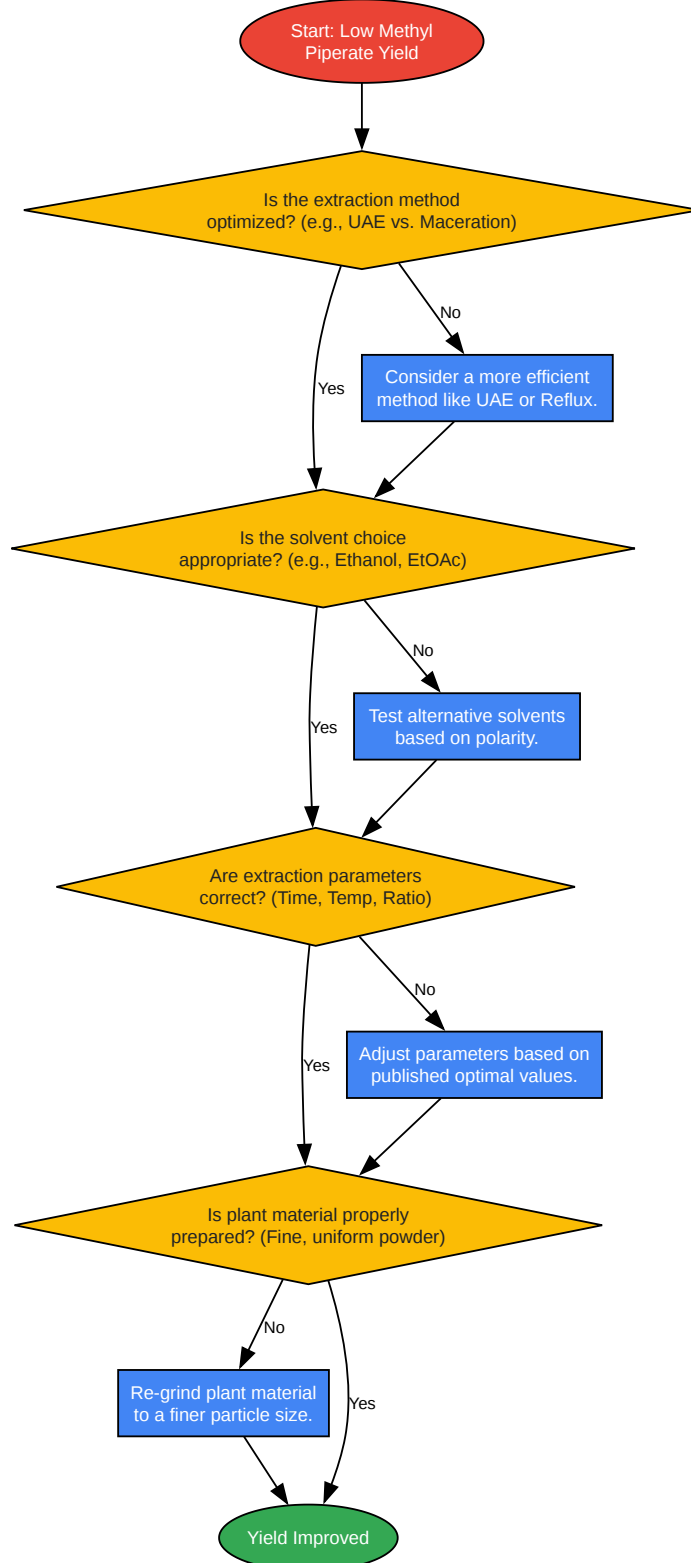 Start: Low Methyl
Piperate Yield
Is the extraction method
optimized? (e.g., UAE vs. Maceration)
No
Yes
Consider a more efficient
method like UAE or Reflux.
Is the solvent choice
appropriate? (e.g., Ethanol, EtOAc)
No
Yes
Test alternative solvents
based on polarity.
Are extraction parameters
correct? (Time, Temp, Ratio)
No
Yes
Adjust parameters based on
published optimal values.
Is plant material properly
prepared? (Fine, uniform powder)
No
Re-grind plant material
to a finer particle size.
Yes
Yield Improved